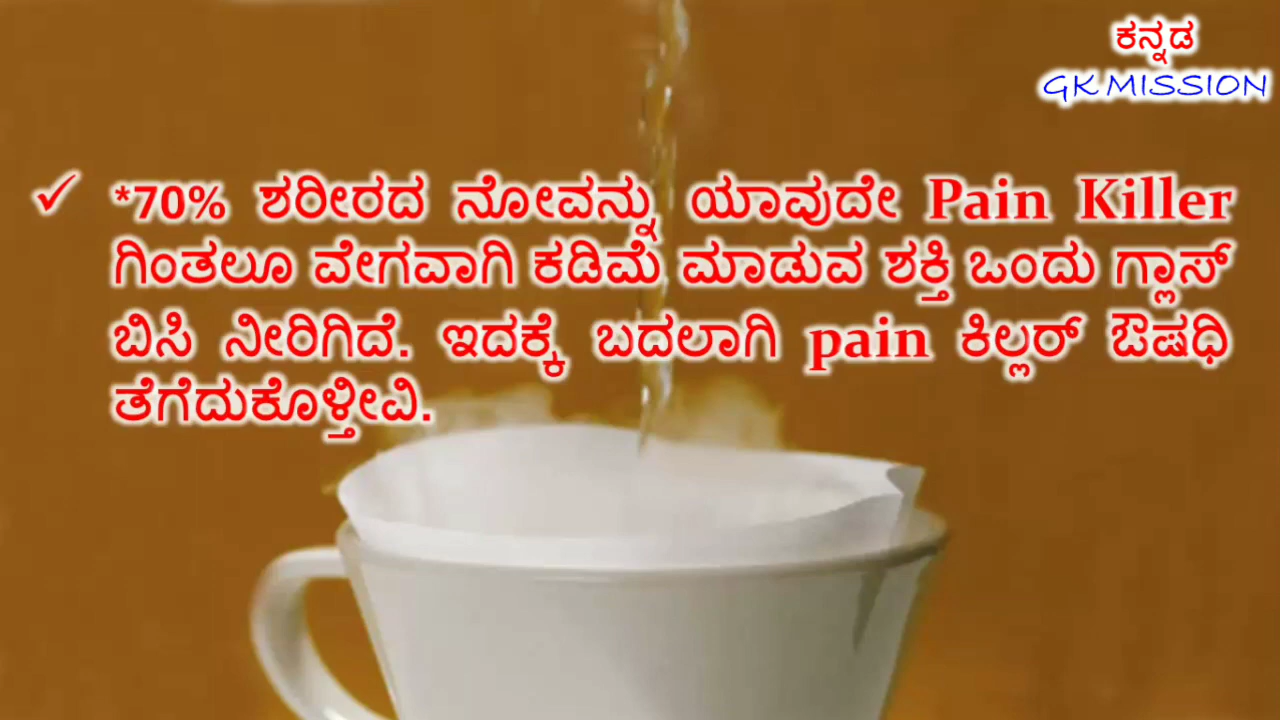 ಕನ್ನಡ
GK MISSION
✓ *70% ಶರೀರದ ನೋವನ್ನು ಯಾವುದೇ Pain Killer
ಗಿಂತಲೂ ವೇಗವಾಗಿ ಕಡಿಮೆ ಮಾಡುವ ಶಕ್ತಿ ಒಂದು ಗ್ಲಾಸ್
ಬಿಸಿ ನೀರಿಗಿದೆ. ಇದಕ್ಕೆ ಬದಲಾಗಿ pain ಕಿಲ್ಲರ್ ಔಷಧಿ
ತೆಗೆದುಕೊಳ್ತೀವಿ.